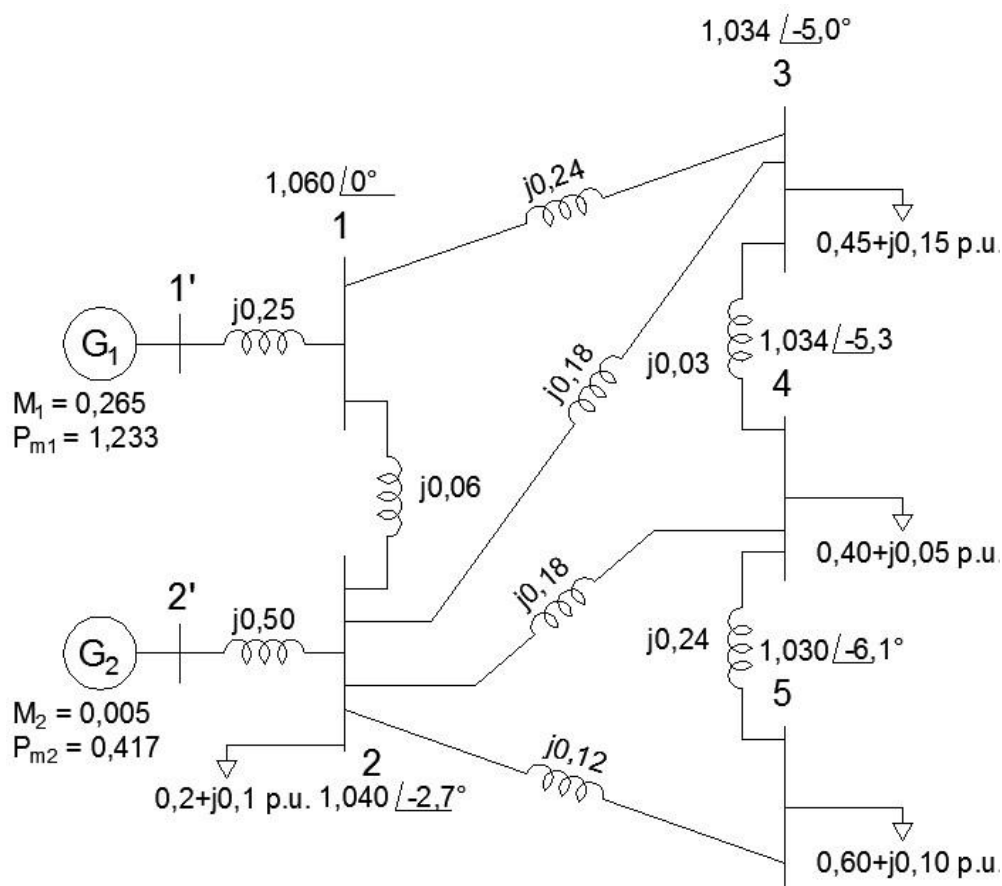 1,034 /-5,0°
3
1,060 /0°
1
j0,24
0,45+j0,15 p.u.
1'
j0,25
G1
M1 = 0,265
Pm1 = 1,233
j0,18
j0,03
1,034 /-5,3
4
j0,06
0,40+j0,05 p.u.
2'
j0,50
G2
M2 = 0,005
Pm2 = 0,417
j0,18
j0,24
1,030 /-6,1°
5
2
j0,12
0,2+j0,1 p.u. 1,040 /-2,7°
0,60+j0,10 p.u.